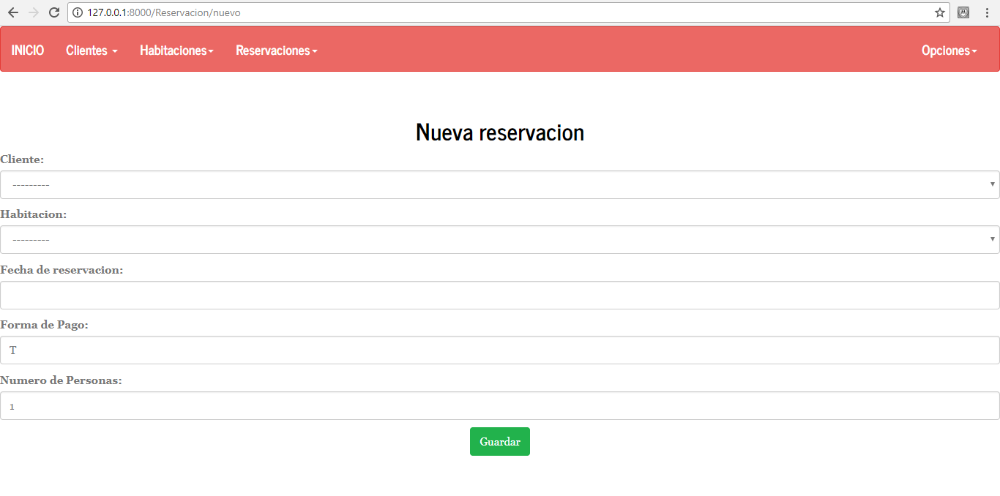 127.0.0.1:8000/Reservacion/nuevo
INICIO Clientes Habitaciones Reservaciones Opciones
Nueva reservacion
Cliente:
---------
Habitacion:
---------
Fecha de reservacion:
Forma de Pago:
T
Numero de Personas:
1
Guardar